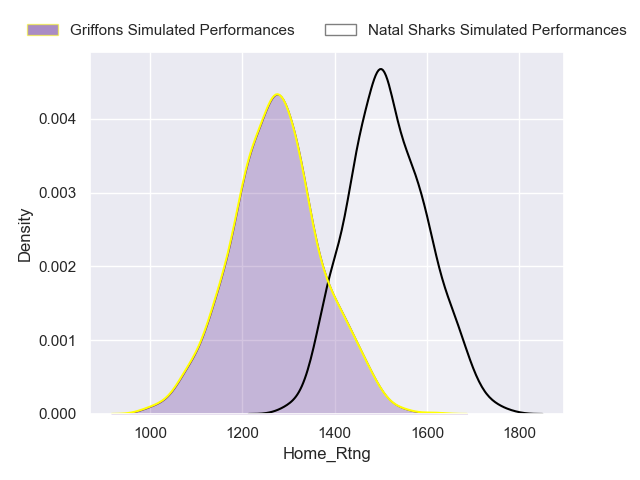 Griffons Simulated Performances
Natal Sharks Simulated Performances
0.004
0.003
0.002
0.001
0.000
Density
1000
1200
1400
1600
1800
Home_Rtng